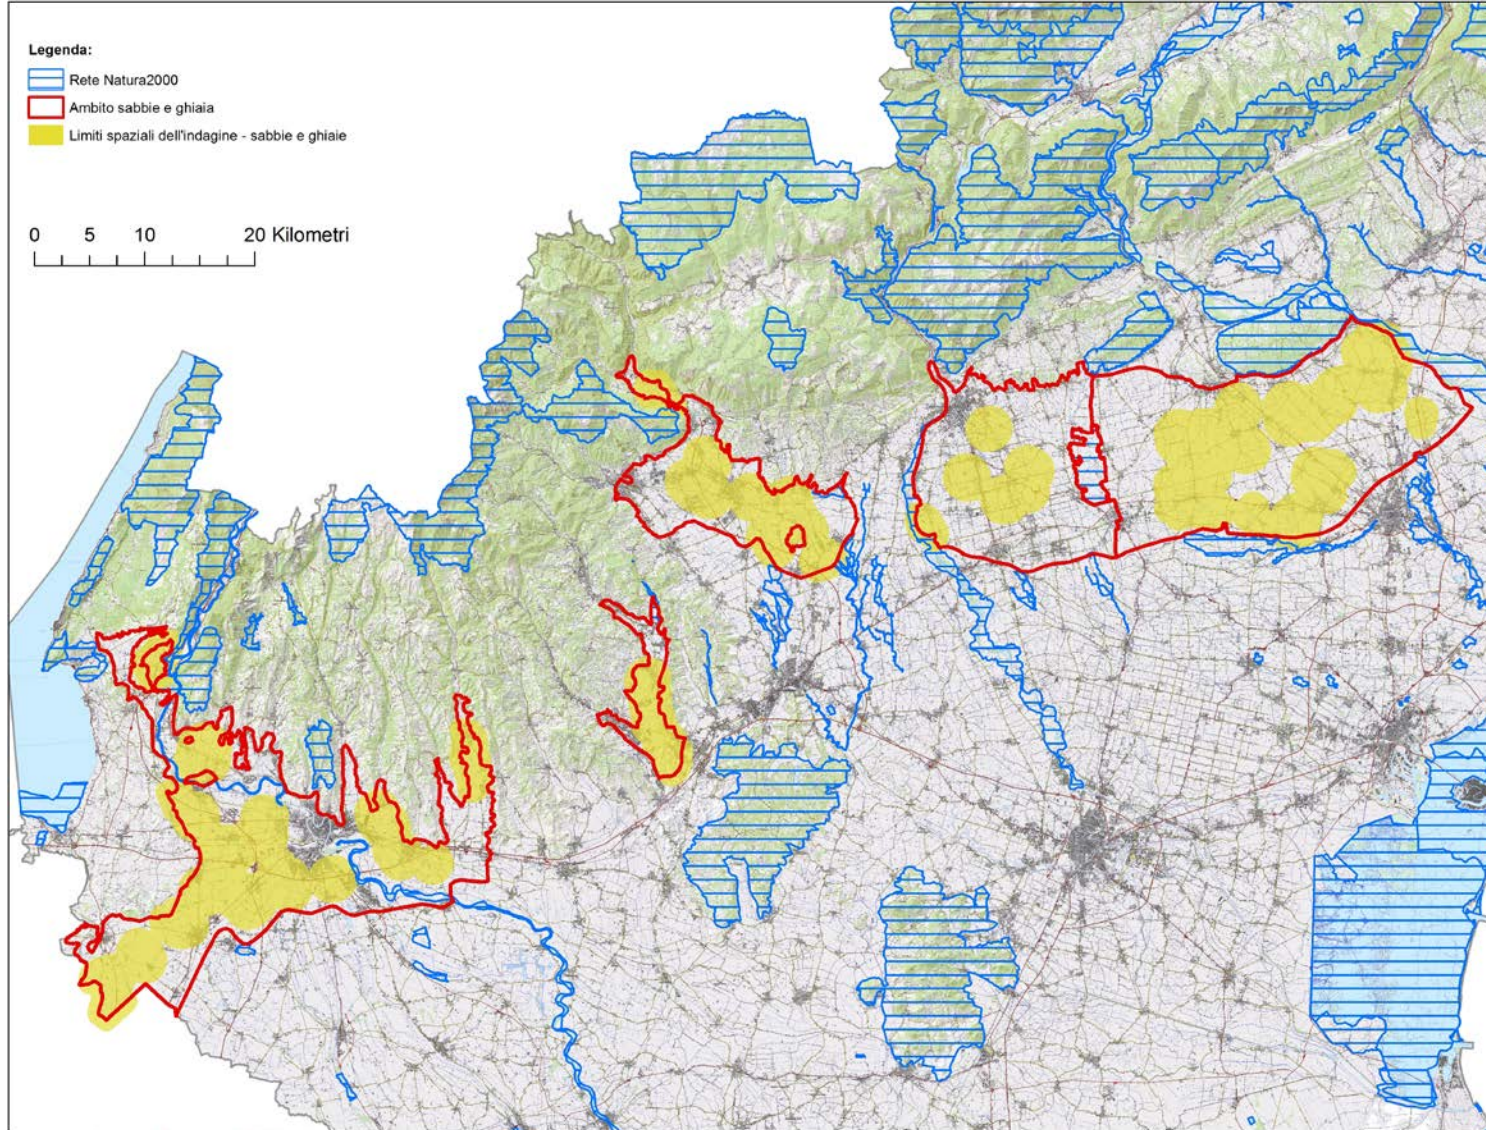 Legenda:
Rete Natura2000
Ambito sabbie e ghiaia
Limiti spaziali dell'indagine - sabbie e ghiaie
0 5 10 20 Kilometri